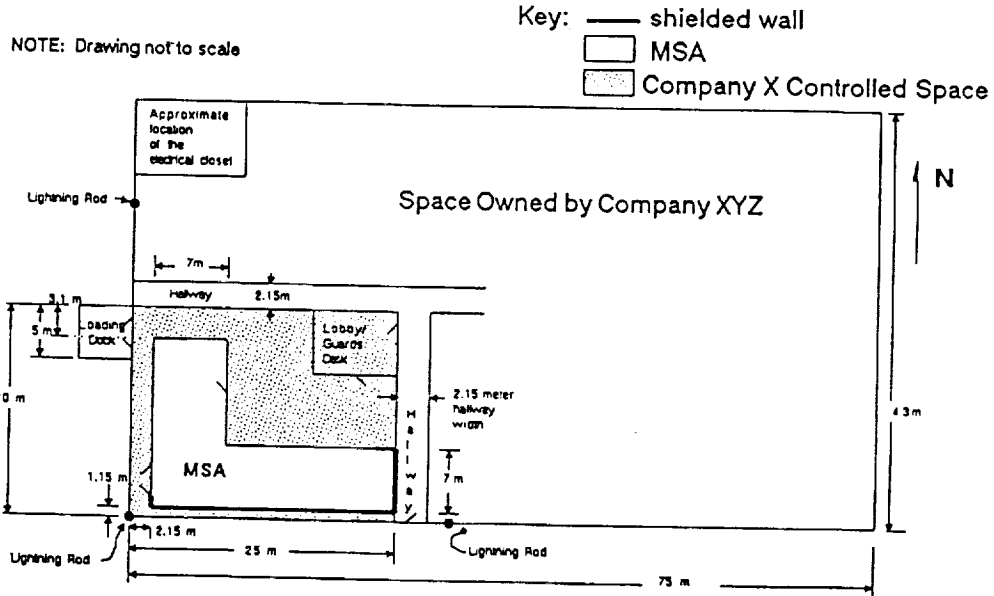 Key: shielded wall
NOTE: Drawing not to scale
MSA
Company X Controlled Space
Approximate
location
of the
electrical closet
N
Lightning Rod
Space Owned by Company XYZ
7m
Hallway
2.15m
3.1 m
5 m
Loading
Dock
Lobby/
Guards
Desk
0 m
2.15 meter
hallway
width
Hallway
43m
MSA
1.15 m
7 m
2.15 m
Lightning Rod
25 m
Lightning Rod
75 m